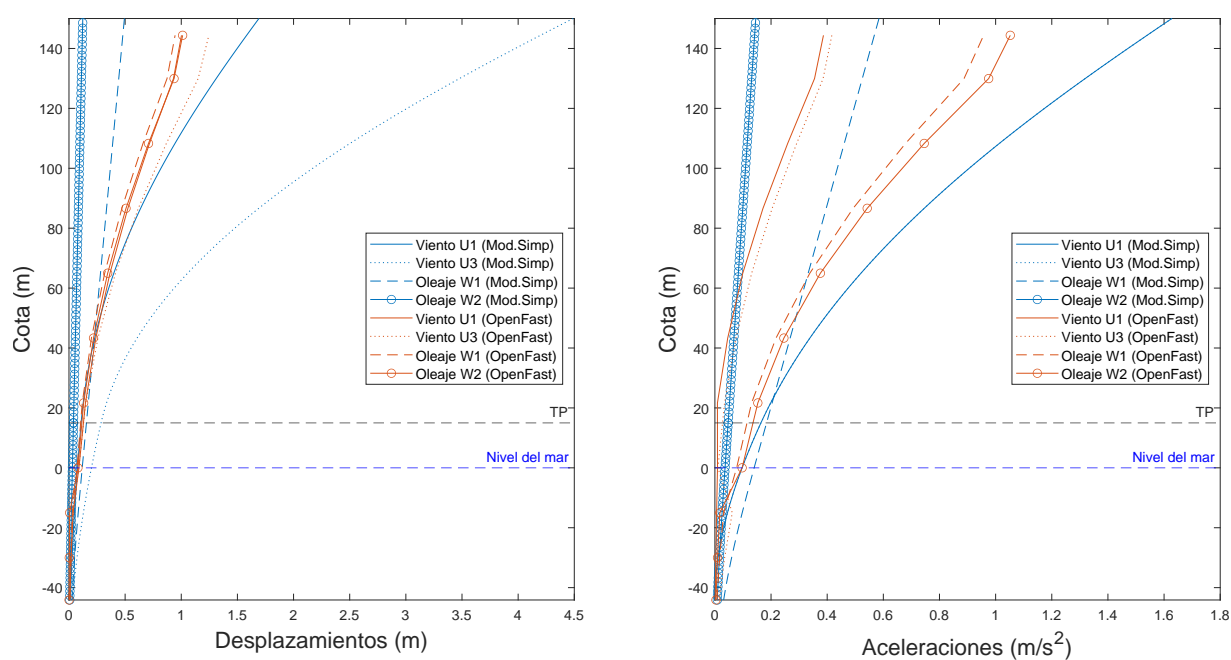 140
120
100
80
60
40
20
0
-20
-40
Cota (m)
0 0.5 1 1.5 2 2.5 3 3.5 4 4.5
Desplazamientos (m)
Viento U1 (Mod.Simp)
Viento U3 (Mod.Simp)
Oleaje W1 (Mod.Simp)
Oleaje W2 (Mod.Simp)
Viento U1 (OpenFast)
Viento U3 (OpenFast)
Oleaje W1 (OpenFast)
Oleaje W2 (OpenFast)
TP
Nivel del mar
140
120
100
80
60
40
20
0
-20
-40
Cota (m)
0 0.2 0.4 0.6 0.8 1 1.2 1.4 1.6 1.8
Aceleraciones (m/s²)
Viento U1 (Mod.Simp)
Viento U3 (Mod.Simp)
Oleaje W1 (Mod.Simp)
Oleaje W2 (Mod.Simp)
Viento U1 (OpenFast)
Viento U3 (OpenFast)
Oleaje W1 (OpenFast)
Oleaje W2 (OpenFast)
TP
Nivel del mar